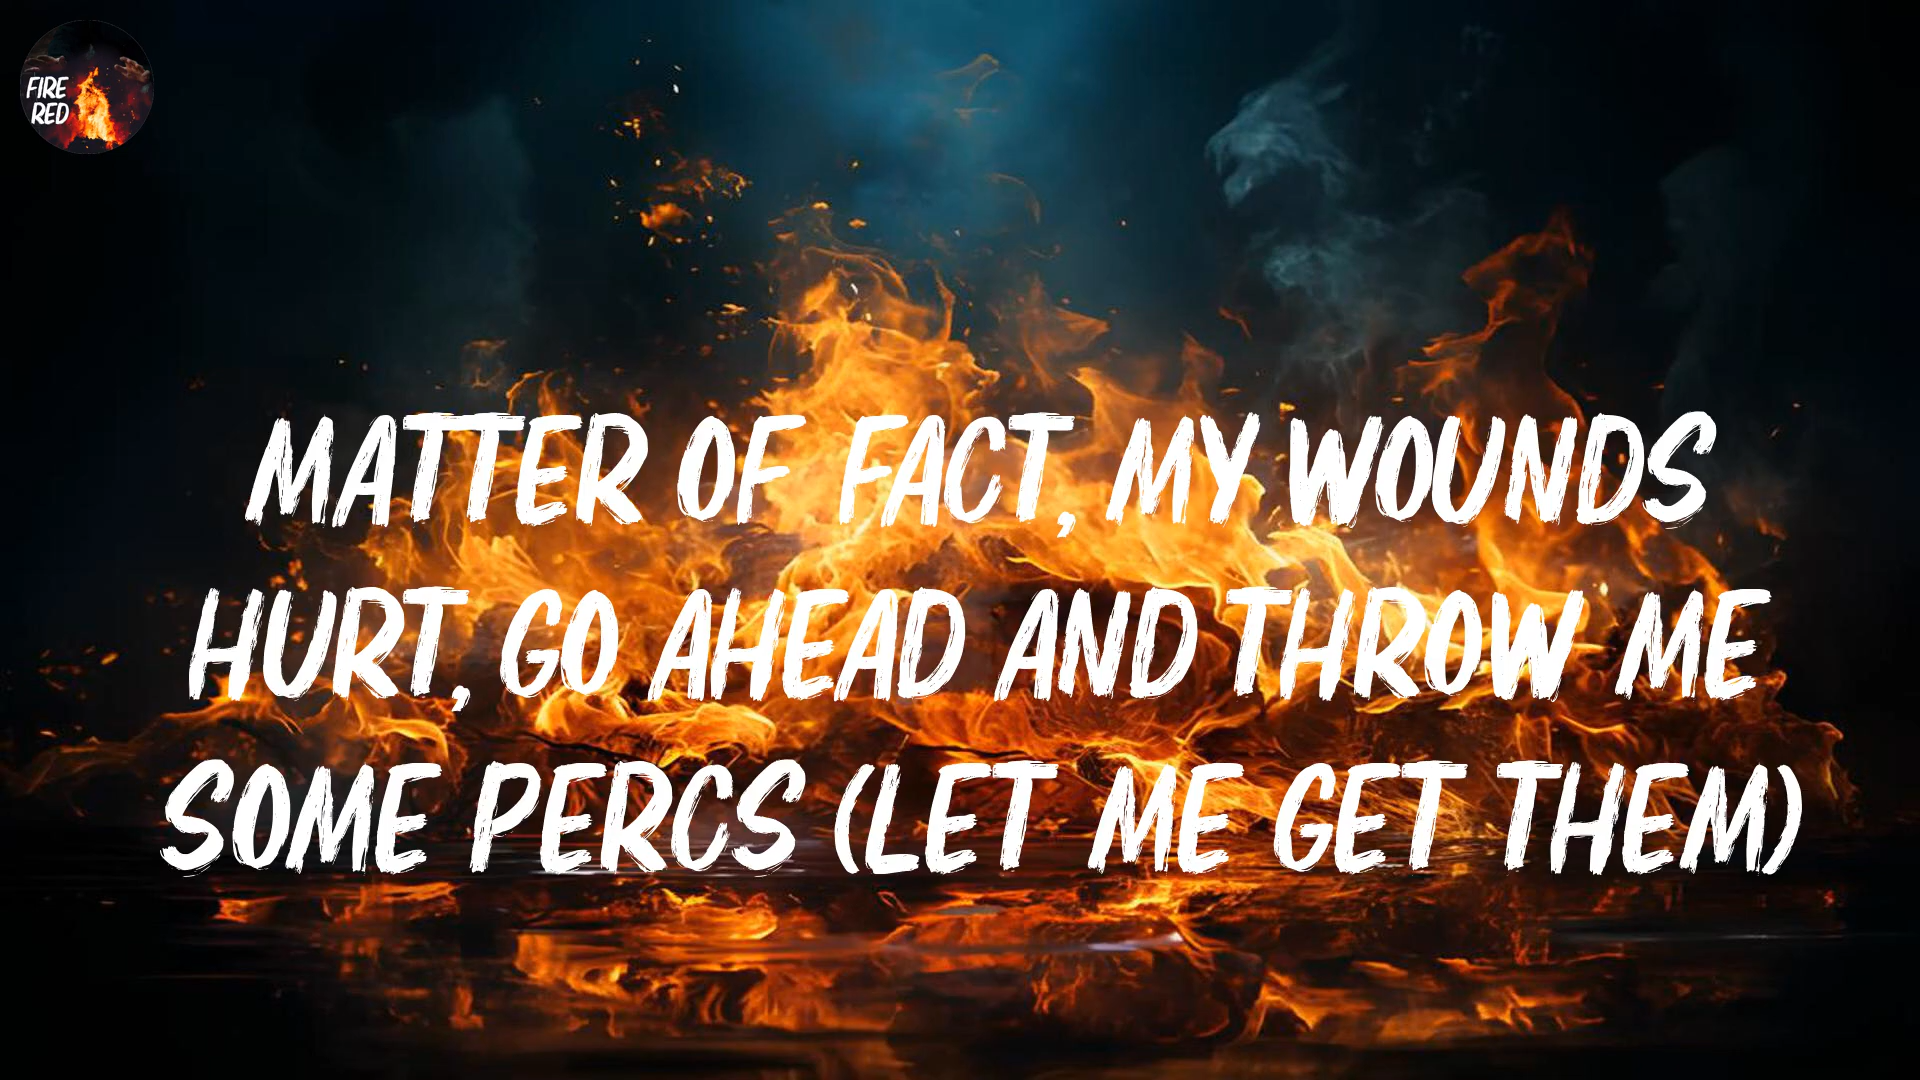 FIRE
RED
MATTER OF FACT, MY WOUNDS
HURT, GO AHEAD AND THROW ME
SOME PERCS (LET ME GET THEM)